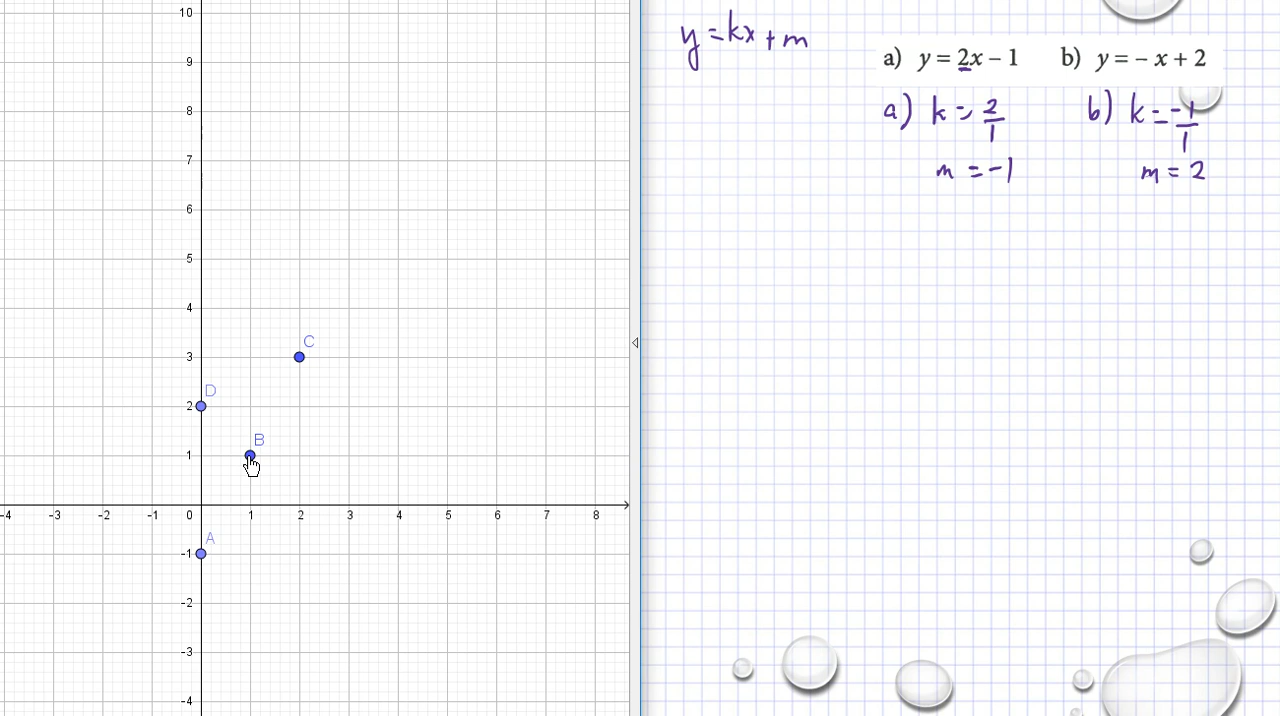 10
9
8
7
6
5
4
3
2
1
-4 -3 -2 -1 0 1 2 3 4 5 6 7 8
-1
-2
-3
-4
C
D
B
A
y = kx + m
a) y = 2x – 1 b) y = – x + 2
a) k = 2/1 b) k = -1/1
m = -1 m = 2